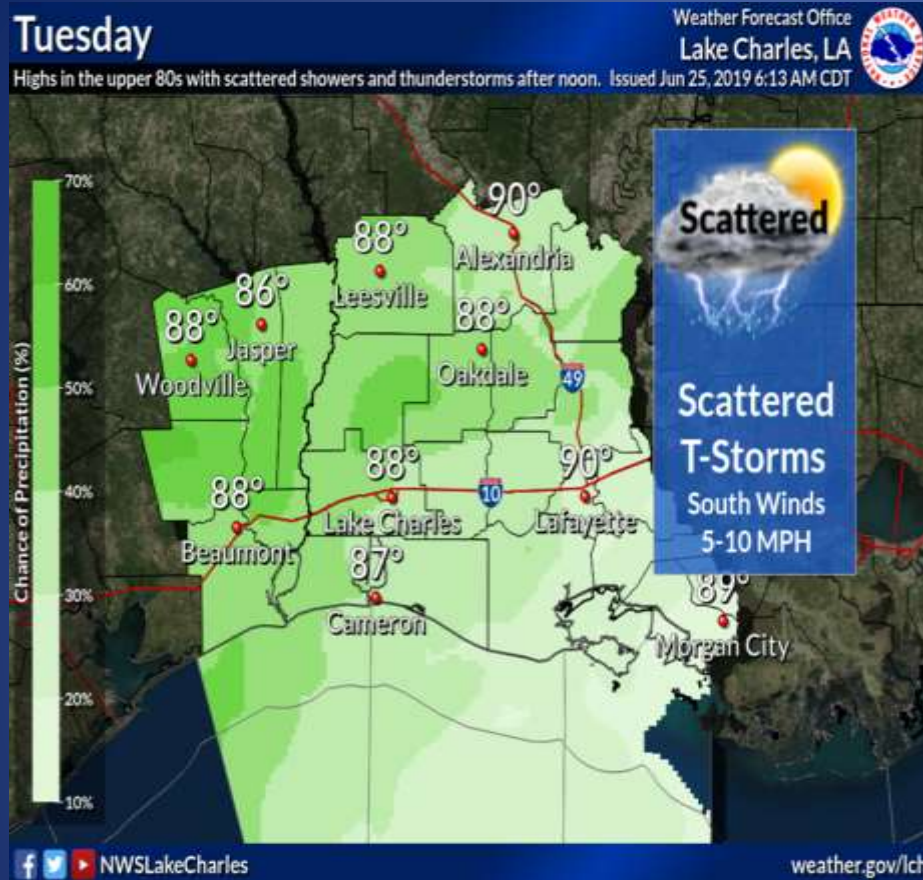 Tuesday
Weather Forecast Office
Lake Charles, LA
Highs in the upper 80s with scattered showers and thunderstorms after noon. Issued Jun 25, 2019 6:13 AM CDT
Chance of Precipitation (%)
70%
60%
50%
40%
30%
20%
10%
90°
Alexandria
88°
Leesville
86°
Jasper
88°
Woodville
88°
Oakdale
49
88°
Beaumont
88°
Lake Charles
10
90°
Lafayette
87°
Cameron
89°
Morgan City
Scattered
Scattered
T-Storms
South Winds
5-10 MPH
NWSLakeCharles
weather.gov/lch